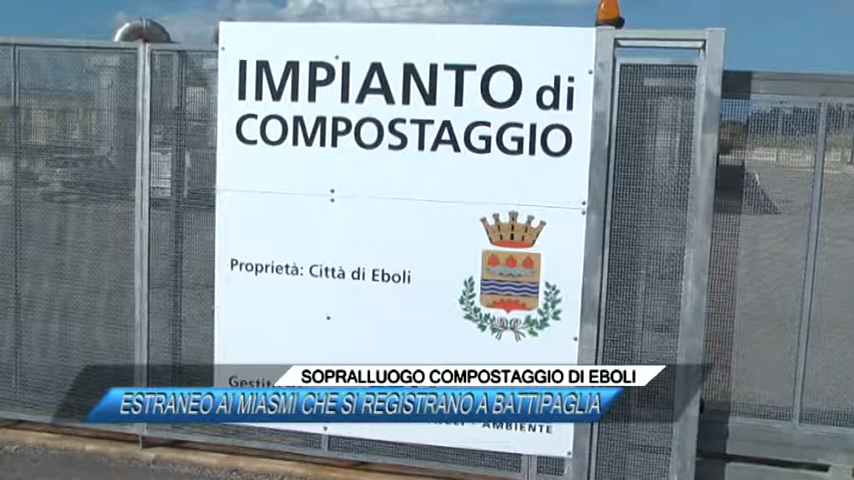 IMPIANTO di
COMPOSTAGGIO
Proprietà: Città di Eboli
SOPRALLUOGO COMPOSTAGGIO DI EBOLI
ESTRANEO AI MIASMI CHE SI REGISTRANO A BATTIPAGLIA
AMBIENTE